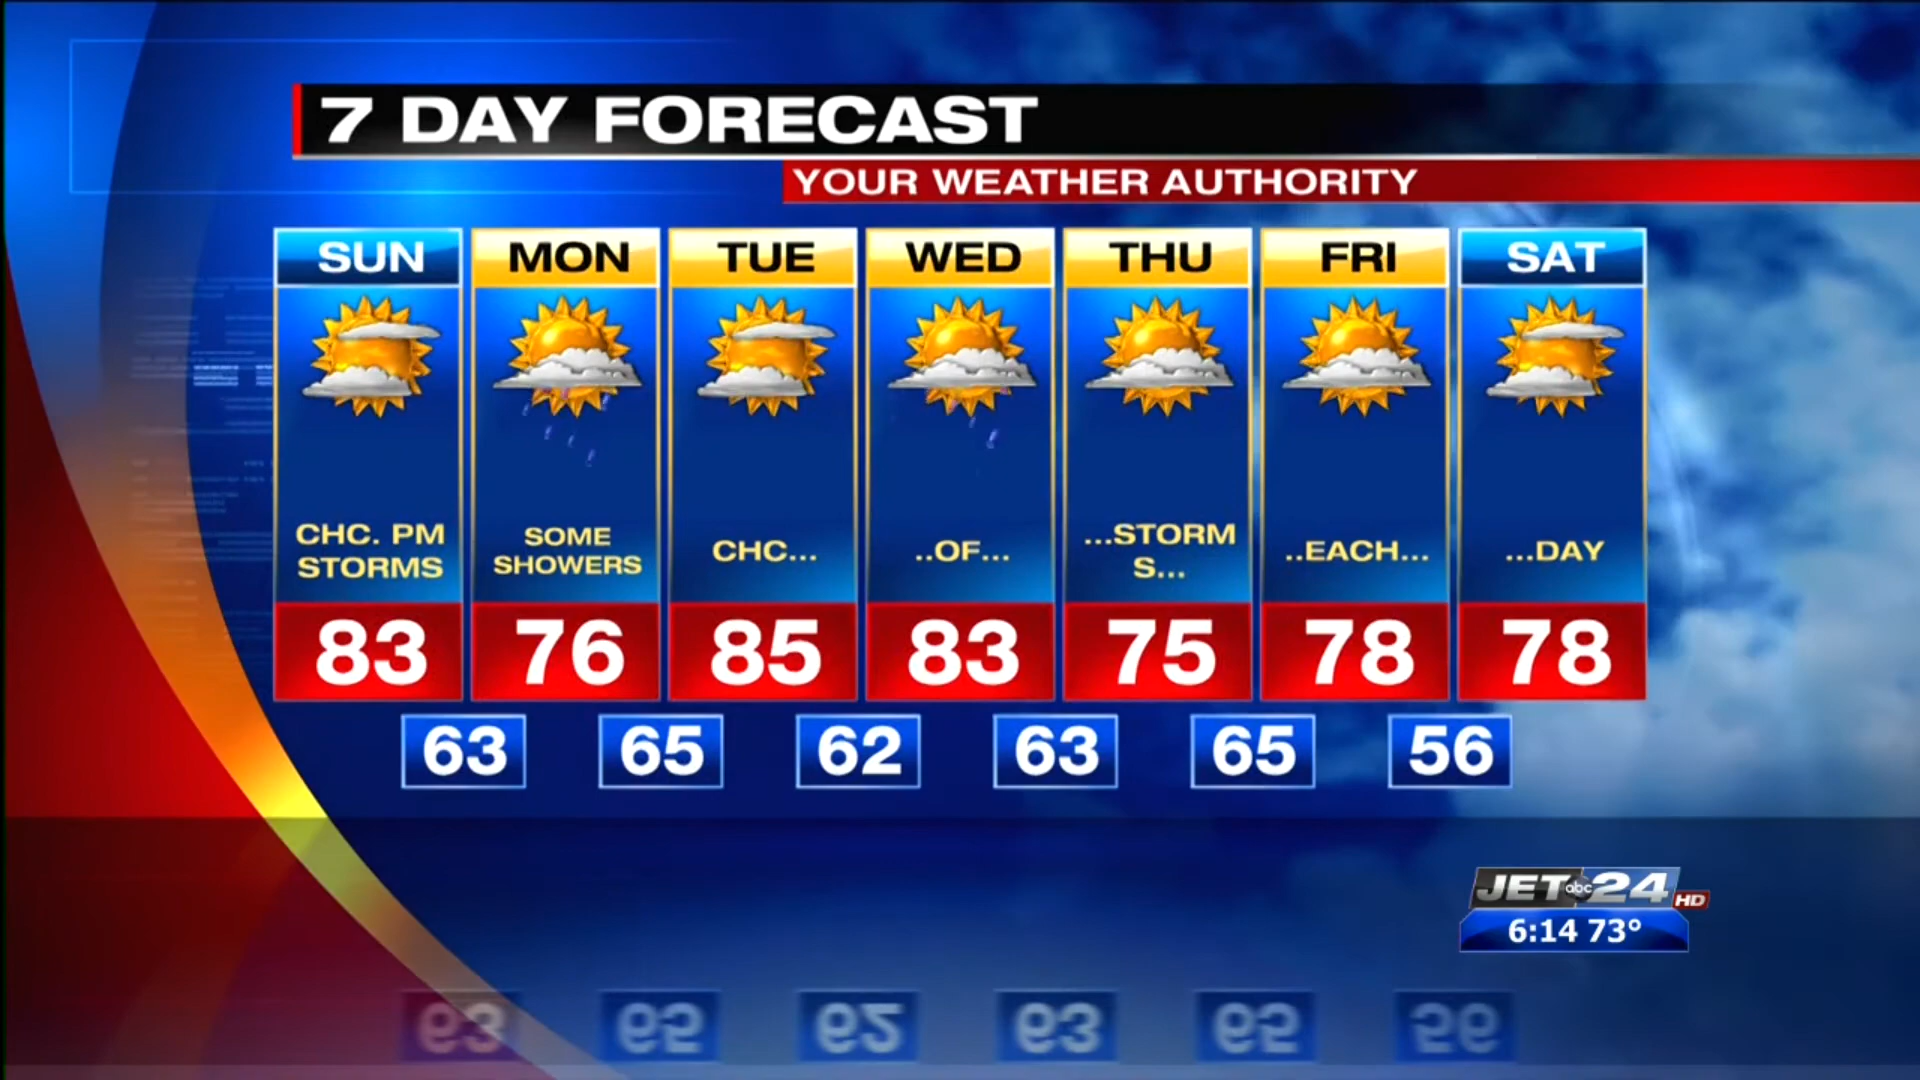 7 DAY FORECAST
YOUR WEATHER AUTHORITY
SUN MON TUE WED THU FRI SAT
CHC. PM
STORMS
SOME
SHOWERS
CHC...
..OF...
...STORM
S...
..EACH...
...DAY
83 76 85 83 75 78 78
63 65 62 63 65 56
JET abc 24 HD
6:14 73°